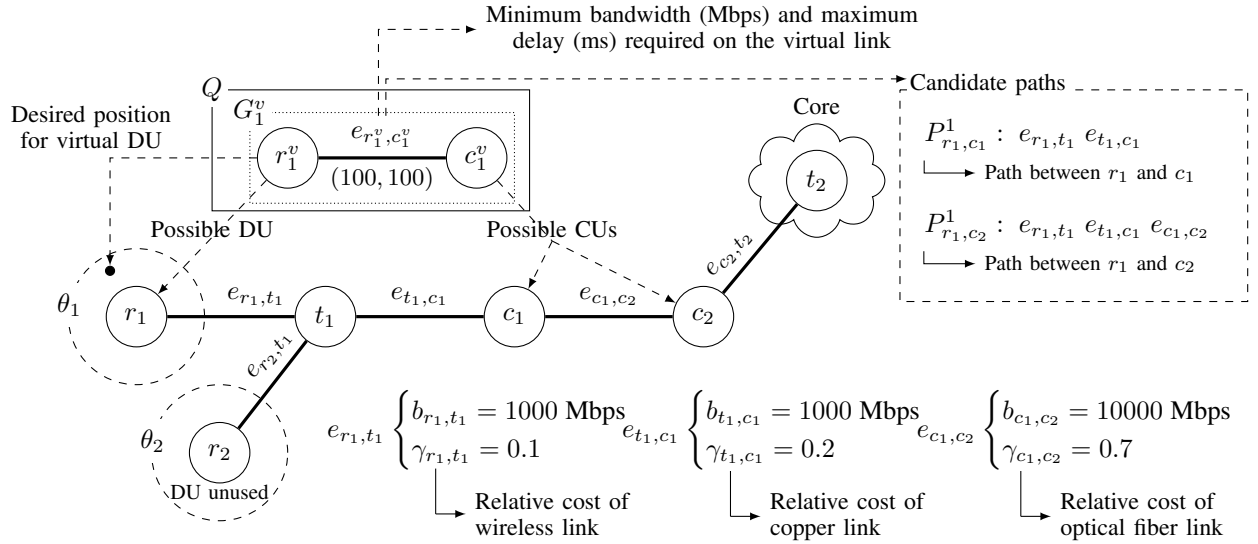 Minimum bandwidth (Mbps) and maximum
delay (ms) required on the virtual link
Q
G_1^v
e_{r_1^v, c_1^v}
r_1^v
c_1^v
(100, 100)
Desired position
for virtual DU
Candidate paths
P^1_{r_1,c_1} : e_{r_1,t_1} e_{t_1,c_1}
Path between r_1 and c_1
P^1_{r_1,c_2} : e_{r_1,t_1} e_{t_1,c_1} e_{c_1,c_2}
Path between r_1 and c_2
Core
t_2
Possible DU
Possible CUs
e_{c_2,t_2}
θ_1
r_1
e_{r_1,t_1}
t_1
e_{t_1,c_1}
c_1
e_{c_1,c_2}
c_2
e_{r_2,t_1}
θ_2
r_2
DU unused
e_{r_1,t_1} { b_{r_1,t_1} = 1000 Mbps
γ_{r_1,t_1} = 0.1
Relative cost of
wireless link
e_{t_1,c_1} { b_{t_1,c_1} = 1000 Mbps
γ_{t_1,c_1} = 0.2
Relative cost of
copper link
e_{c_1,c_2} { b_{c_1,c_2} = 10000 Mbps
γ_{c_1,c_2} = 0.7
Relative cost of
optical fiber link